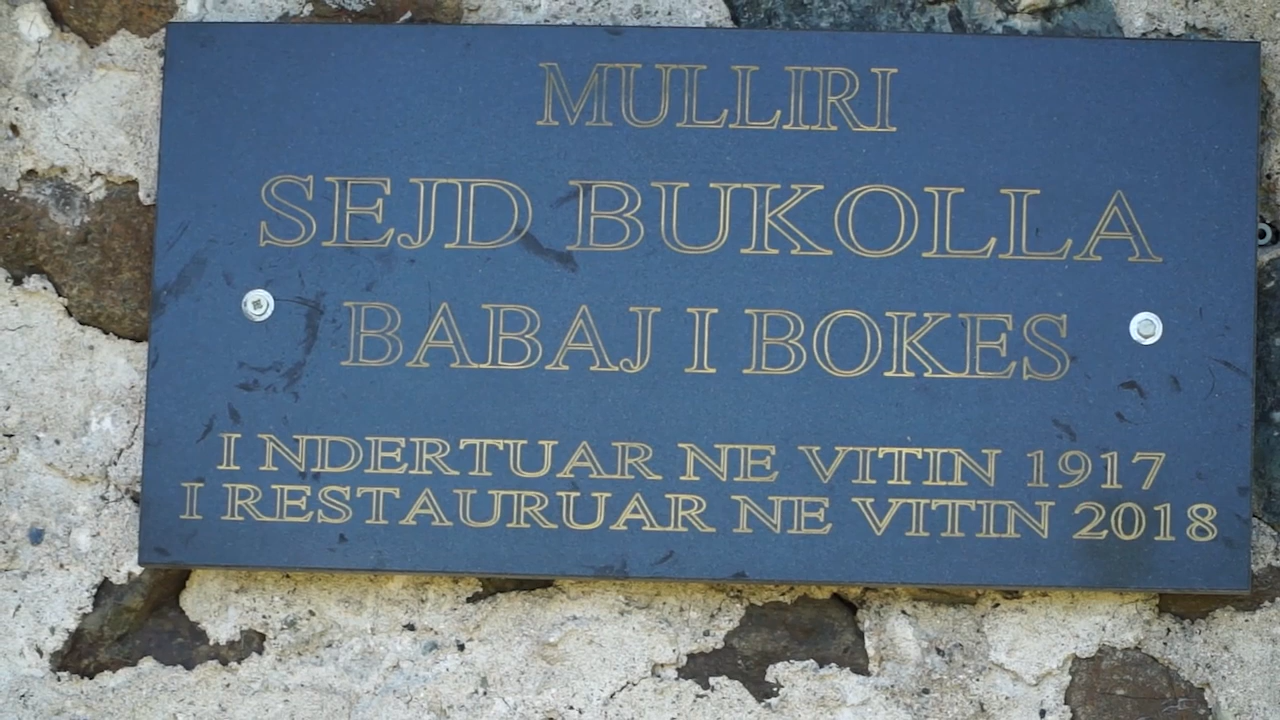 MULLIRI
SEJD BUKOLLA
BABAJ I BOKES
I NDERTUAR NE VITIN 1917
I RESTAURUAR NE VITIN 2018